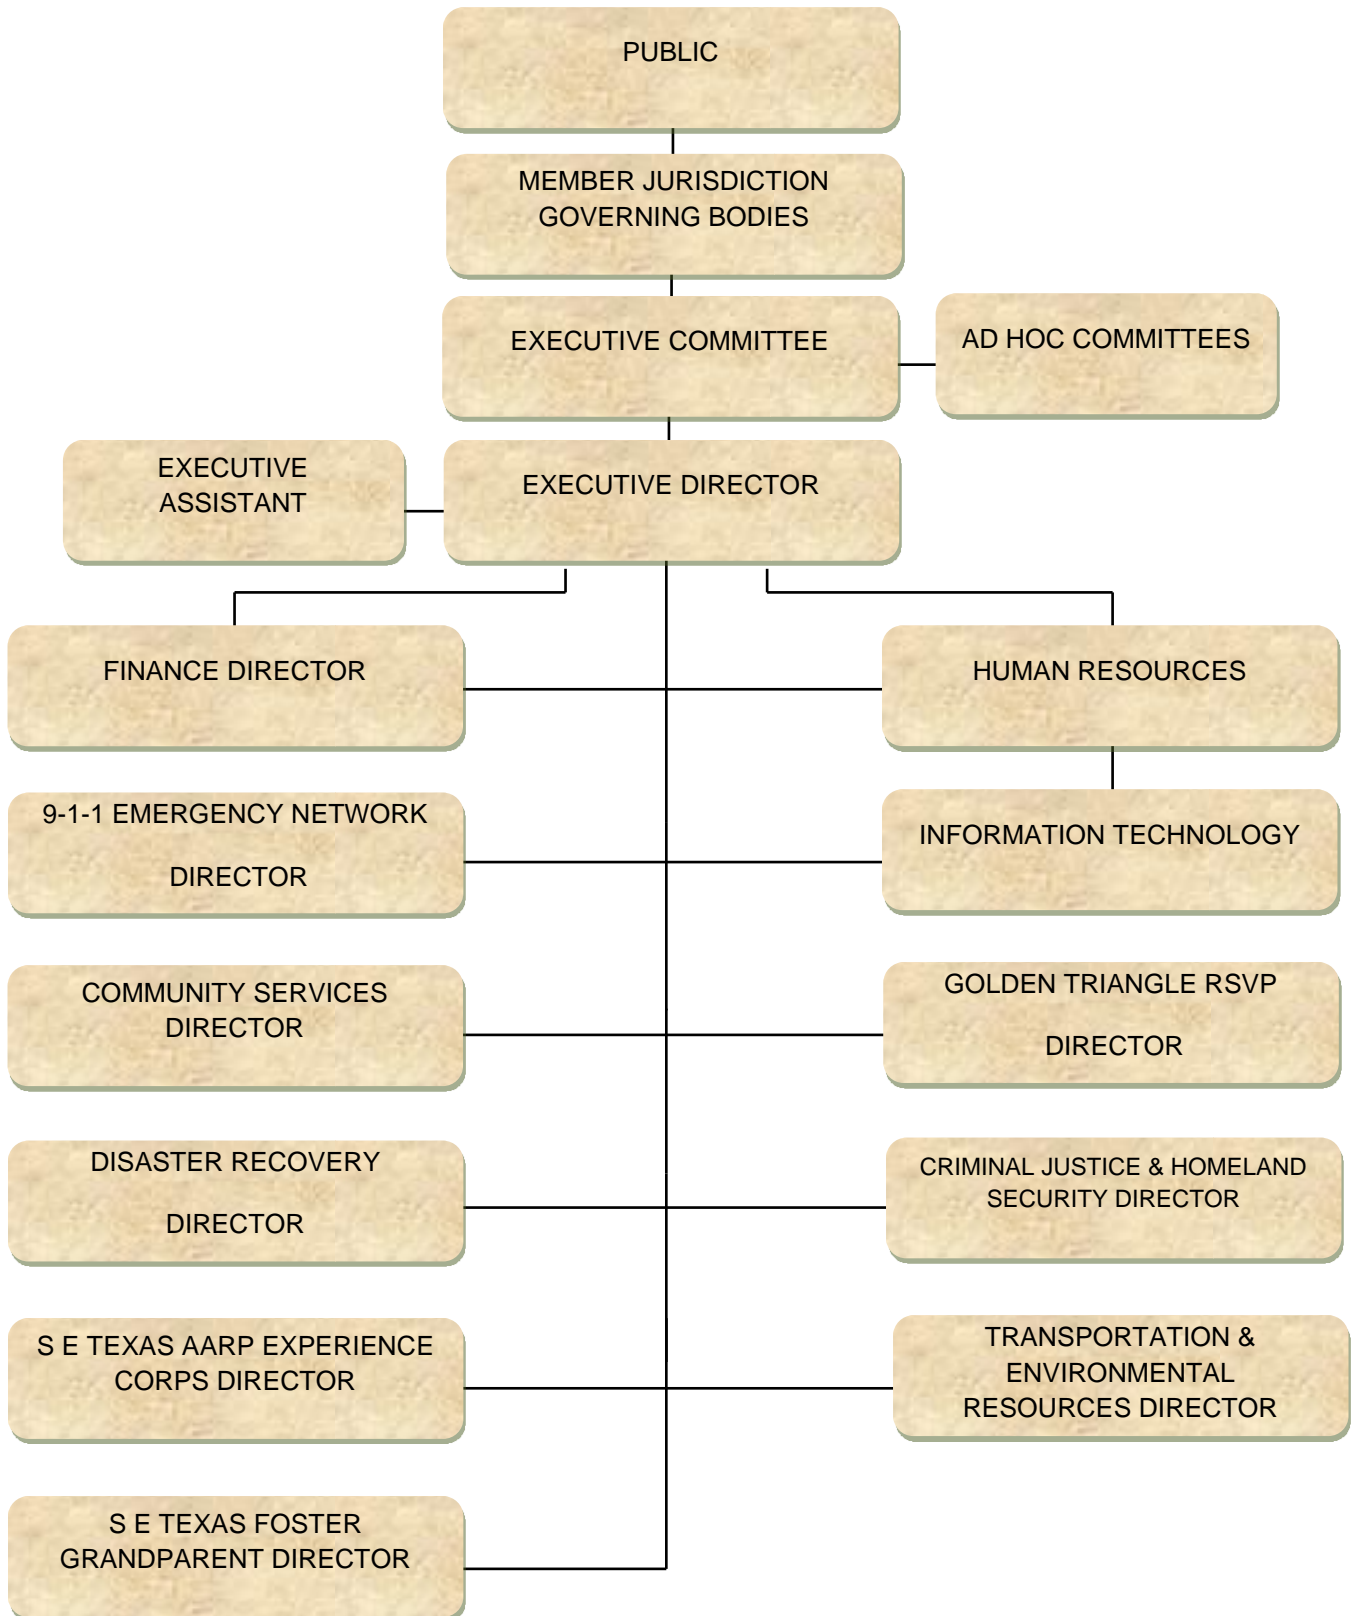 PUBLIC
MEMBER JURISDICTION
GOVERNING BODIES
EXECUTIVE COMMITTEE
AD HOC COMMITTEES
EXECUTIVE
ASSISTANT
EXECUTIVE DIRECTOR
FINANCE DIRECTOR
HUMAN RESOURCES
9-1-1 EMERGENCY NETWORK
DIRECTOR
INFORMATION TECHNOLOGY
COMMUNITY SERVICES
DIRECTOR
GOLDEN TRIANGLE RSVP
DIRECTOR
DISASTER RECOVERY
DIRECTOR
CRIMINAL JUSTICE & HOMELAND
SECURITY DIRECTOR
S E TEXAS AARP EXPERIENCE
CORPS DIRECTOR
TRANSPORTATION &
ENVIRONMENTAL
RESOURCES DIRECTOR
S E TEXAS FOSTER
GRANDPARENT DIRECTOR